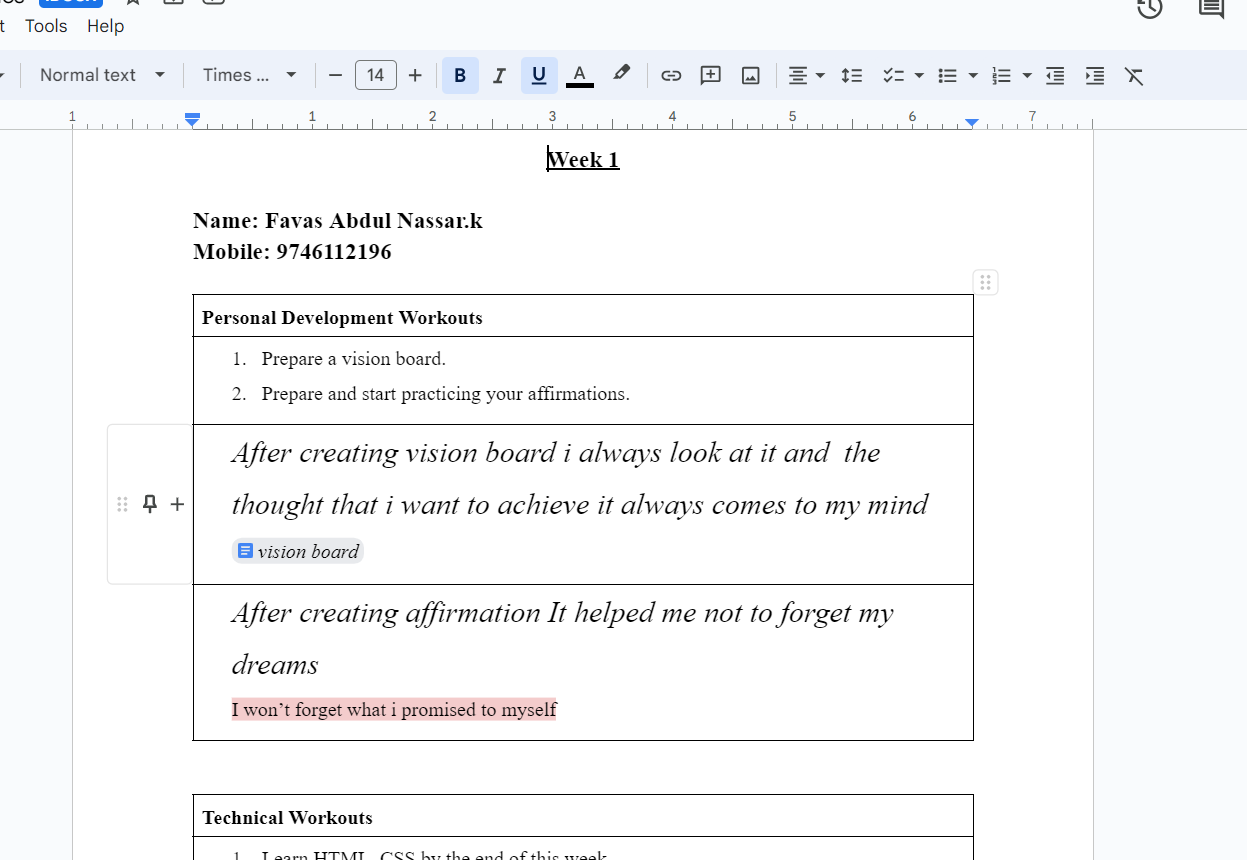 t Tools Help
Normal text Times ... − 14 + B I U A
1 1 2 3 4 5 6 7
Week 1
Name: Favas Abdul Nassar.k
Mobile: 9746112196
Personal Development Workouts
1. Prepare a vision board.
2. Prepare and start practicing your affirmations.
After creating vision board i always look at it and  the
thought that i want to achieve it always comes to my mind
vision board
After creating affirmation It helped me not to forget my
dreams
I won’t forget what i promised to myself
Technical Workouts
1. Learn HTML, CSS by the end of this week